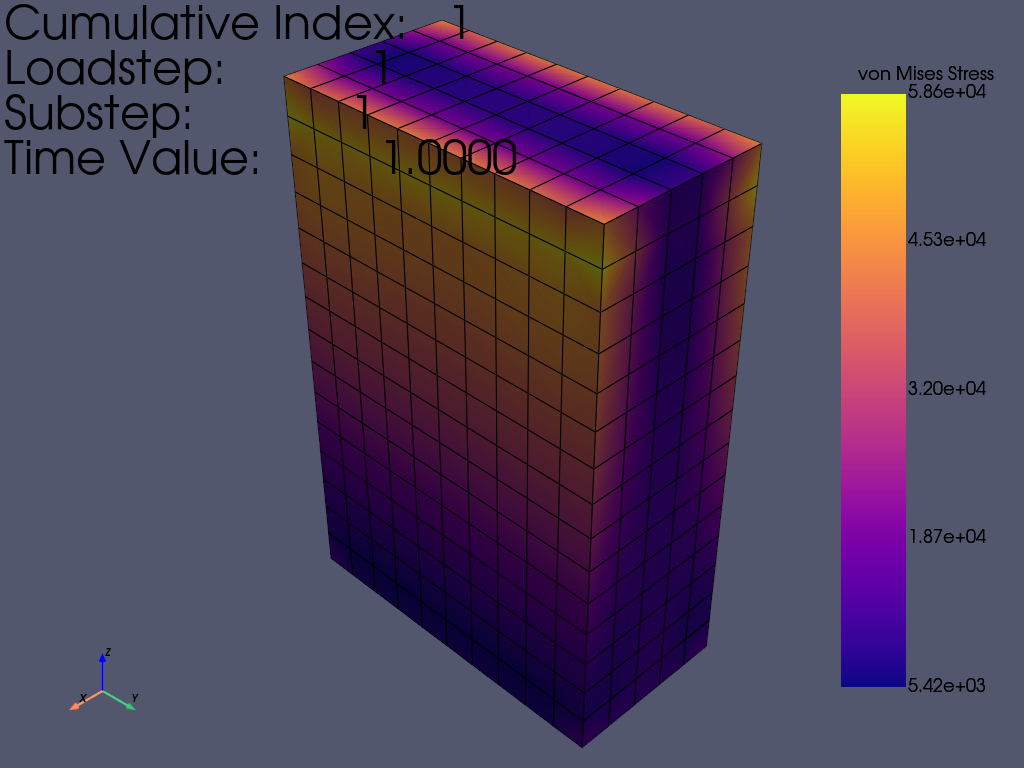 Cumulative Index: 1
Loadstep: 1
Substep: 1
Time Value: 1.0000
von Mises Stress
5.86e+04
4.53e+04
3.20e+04
1.87e+04
5.42e+03
Z
X
Y